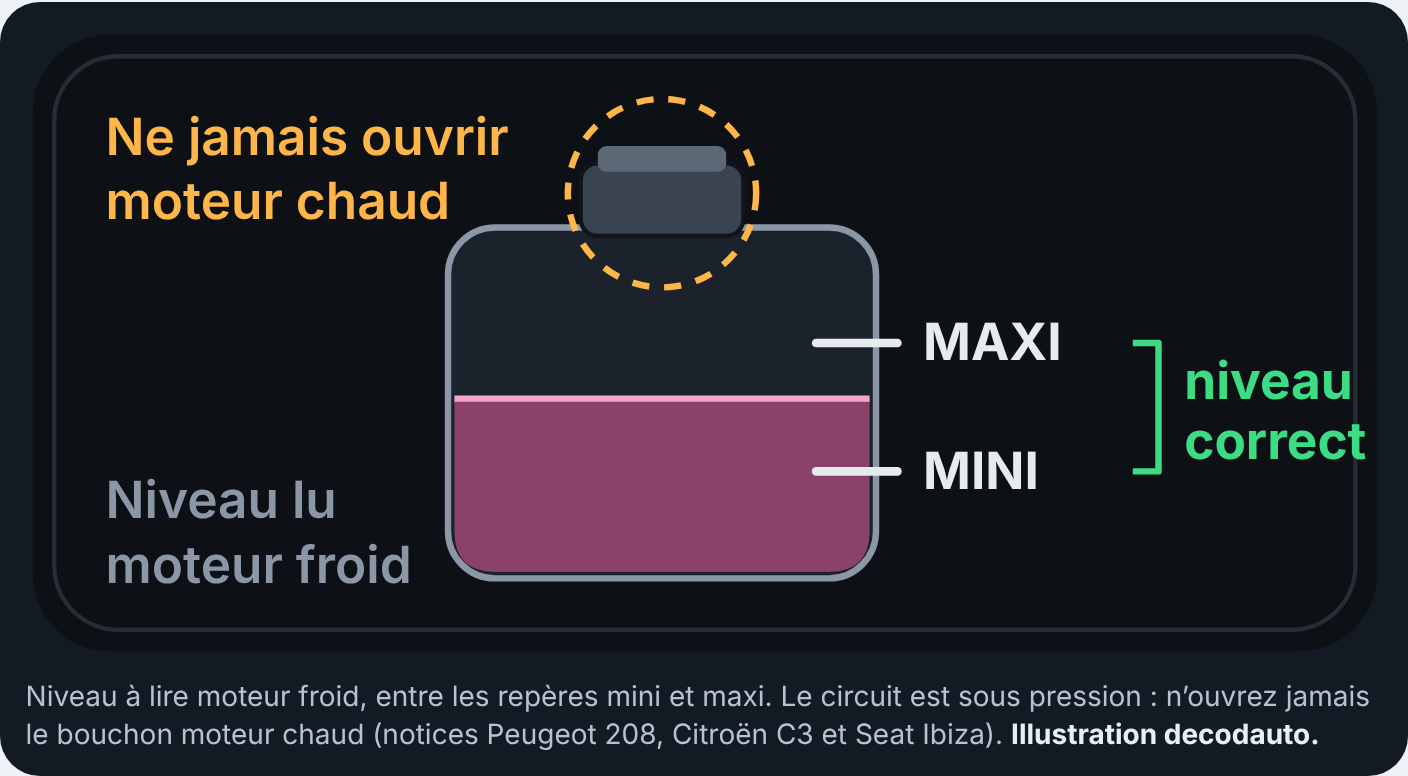 Ne jamais ouvrir
moteur chaud
MAXI
niveau
correct
MINI
Niveau lu
moteur froid
Niveau à lire moteur froid, entre les repères mini et maxi. Le circuit est sous pression : n’ouvrez jamais
le bouchon moteur chaud (notices Peugeot 208, Citroën C3 et Seat Ibiza). Illustration decodauto.